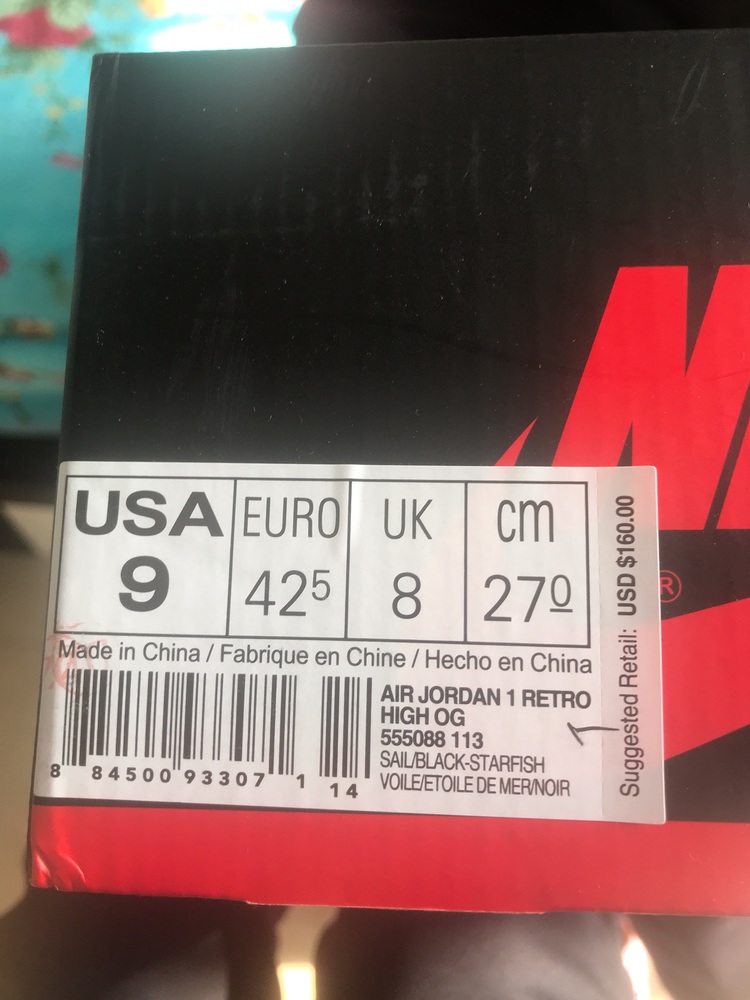 USA EURO UK cm
9 42 5 8 27 0
Made in China / Fabrique en Chine / Hecho en China
AIR JORDAN 1 RETRO
HIGH OG
555088 113
SAIL/BLACK-STARFISH
VOILE/ETOILE DE MER/NOIR
8 84500 93307 1 14
Suggested Retail: USD $160.00
®